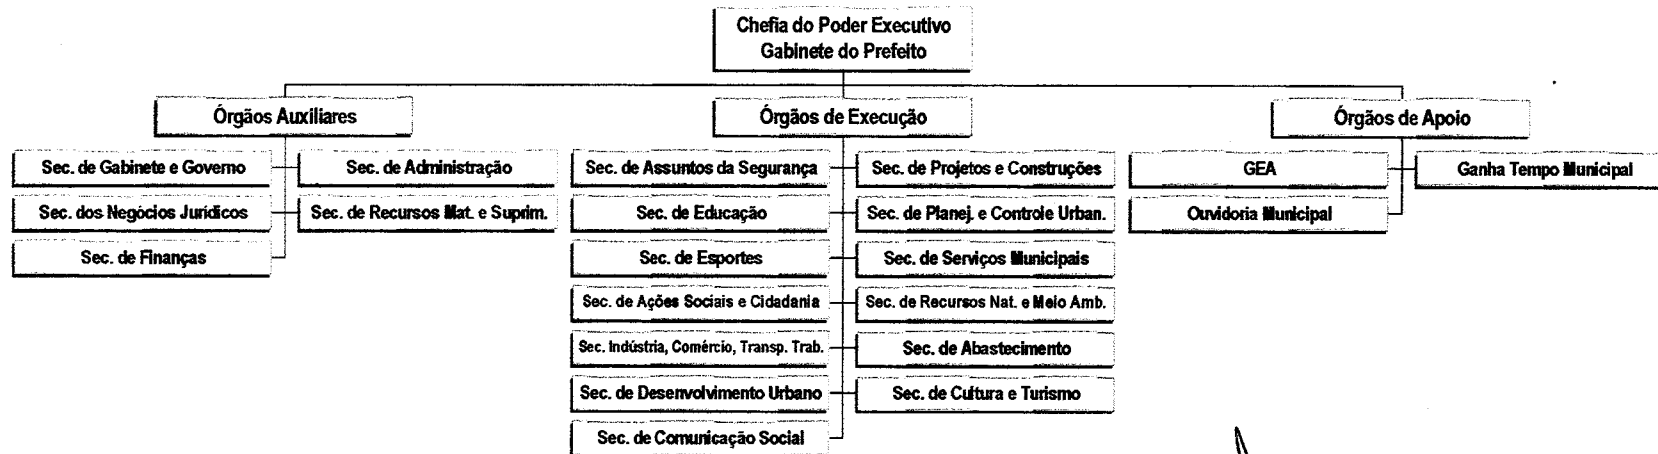 Chefia do Poder Executivo
Gabinete do Prefeito
Órgãos Auxiliares
Sec. de Gabinete e Governo
Sec. de Administração
Sec. dos Negócios Jurídicos
Sec. de Recursos Mat. e Suprim.
Sec. de Finanças
Órgãos de Execução
Sec. de Assuntos da Segurança
Sec. de Projetos e Construções
Sec. de Educação
Sec. de Planej. e Controle Urban.
Sec. de Esportes
Sec. de Serviços Municipais
Sec. de Ações Sociais e Cidadania
Sec. de Recursos Nat. e Meio Amb.
Sec. Indústria, Comércio, Transp. Trab.
Sec. de Abastecimento
Sec. de Desenvolvimento Urbano
Sec. de Cultura e Turismo
Sec. de Comunicação Social
Órgãos de Apoio
GEA
Ganha Tempo Municipal
Ouvidoria Municipal